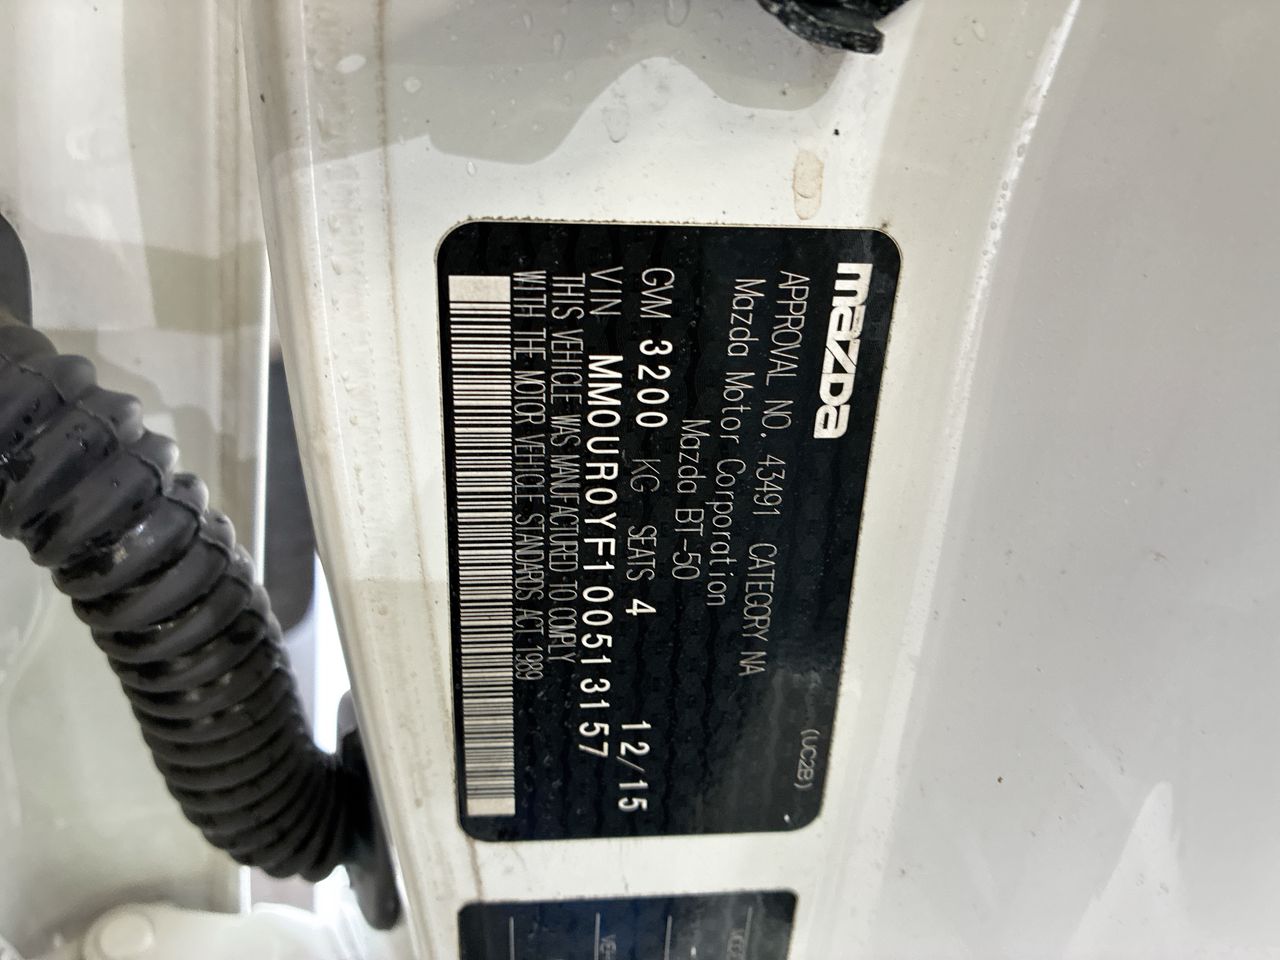 mazda
(UC2B)
APPROVAL NO. 43491 CATEGORY NA
Mazda Motor Corporation
Mazda BT-50
GVM 3200 KG SEATS 4 12/15
VIN MM0UR0YF100513157
THIS VEHICLE WAS MANUFACTURED TO COMPLY
WITH THE MOTOR VEHICLE STANDARDS ACT 1989